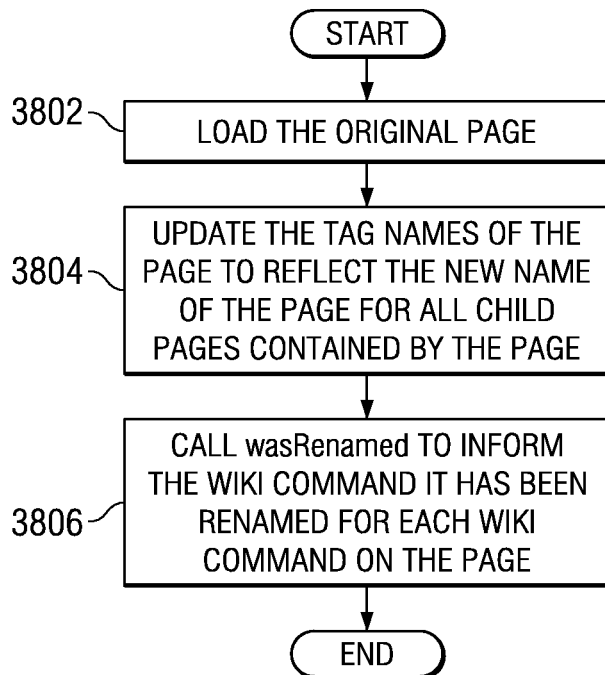 START
3802
LOAD THE ORIGINAL PAGE
3804
UPDATE THE TAG NAMES OF THE
PAGE TO REFLECT THE NEW NAME
OF THE PAGE FOR ALL CHILD
PAGES CONTAINED BY THE PAGE
3806
CALL wasRenamed TO INFORM
THE WIKI COMMAND IT HAS BEEN
RENAMED FOR EACH WIKI
COMMAND ON THE PAGE
END